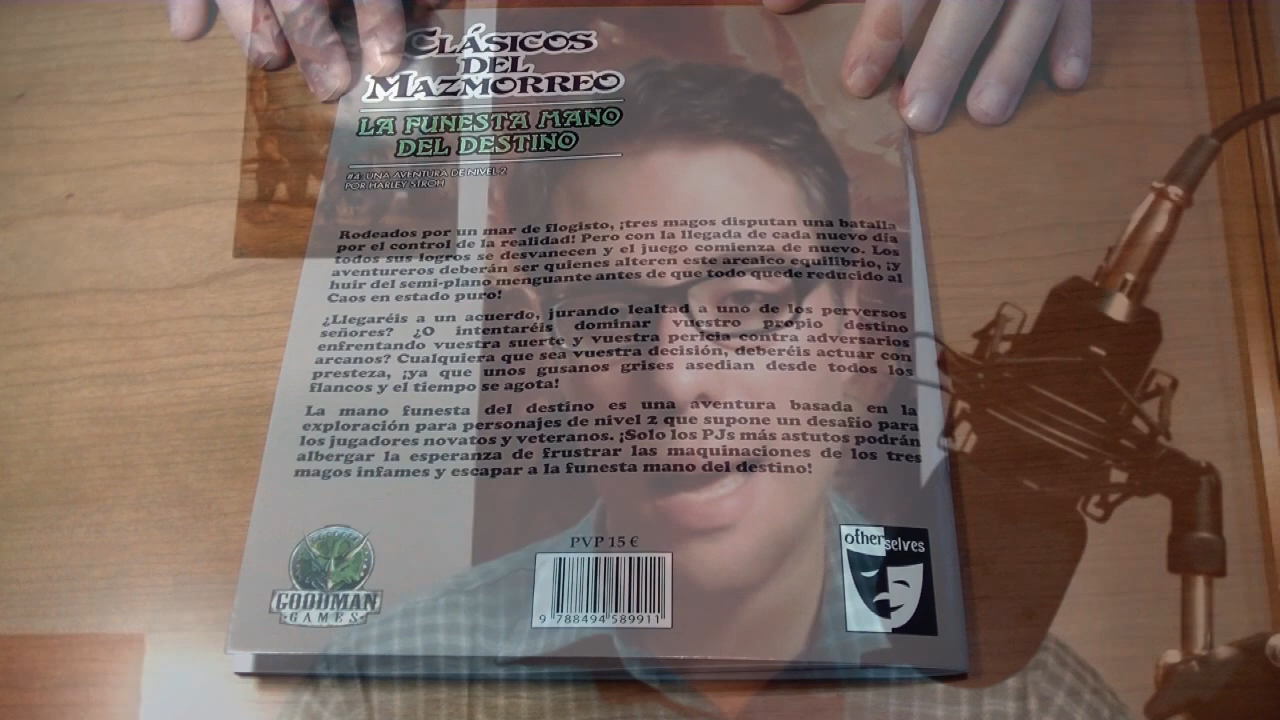 CLÁSICOS
DEL
MAZMORREO
LA FUNESTA MANO
DEL DESTINO
#4: UNA AVENTURA DE NIVEL 2
POR HARLEY STROH
Rodeados por un mar de flogisto, ¡tres magos disputan una batalla
por el control de la realidad! Pero con la llegada de cada nuevo día
todos sus logros se desvanecen y el juego comienza de nuevo. Los
aventureros deberán ser quienes alteren este arcaico equilibrio, ¡y
huir del semi-plano menguante antes de que todo quede reducido al
Caos en estado puro!
¿Llegaréis a un acuerdo, jurando lealtad a uno de los perversos
señores? ¿O intentaréis dominar vuestro propio destino
enfrentando vuestra suerte y vuestra pericia contra adversarios
arcanos? Cualquiera que sea vuestra decisión, deberéis actuar con
presteza, ¡ya que unos gusanos grises asedian desde todos los
flancos y el tiempo se agota!
La mano funesta del destino es una aventura basada en la
exploración para personajes de nivel 2 que supone un desafío para
los jugadores novatos y veteranos. ¡Solo los PJs más astutos podrán
albergar la esperanza de frustrar las maquinaciones de los tres
magos infames y escapar a la funesta mano del destino!
GOODMAN
GAMES
PVP 15 €
9 788494 589911
other
selves